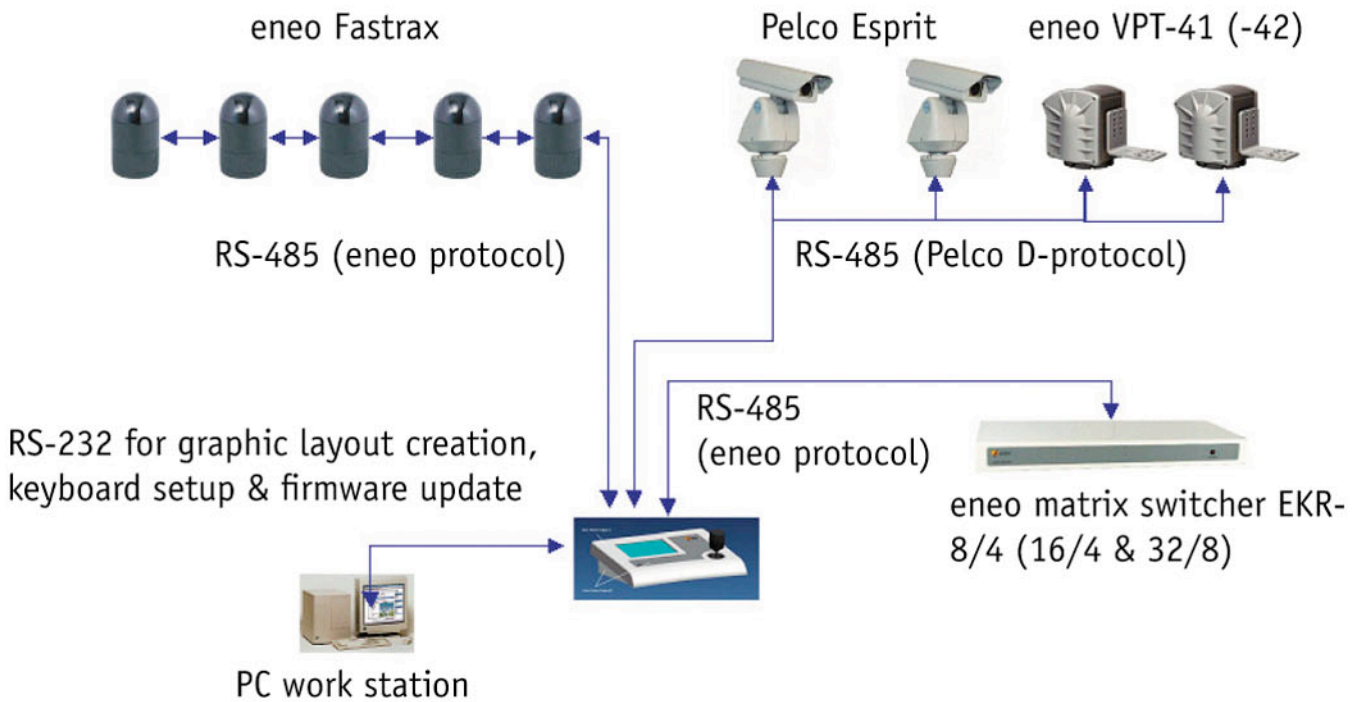 eneo Fastrax
Pelco Esprit
eneo VPT-41 (-42)
RS-485 (eneo protocol)
RS-485 (Pelco D-protocol)
RS-485
(eneo protocol)
RS-232 for graphic layout creation,
keyboard setup & firmware update
eneo matrix switcher EKR-
8/4 (16/4 & 32/8)
PC work station